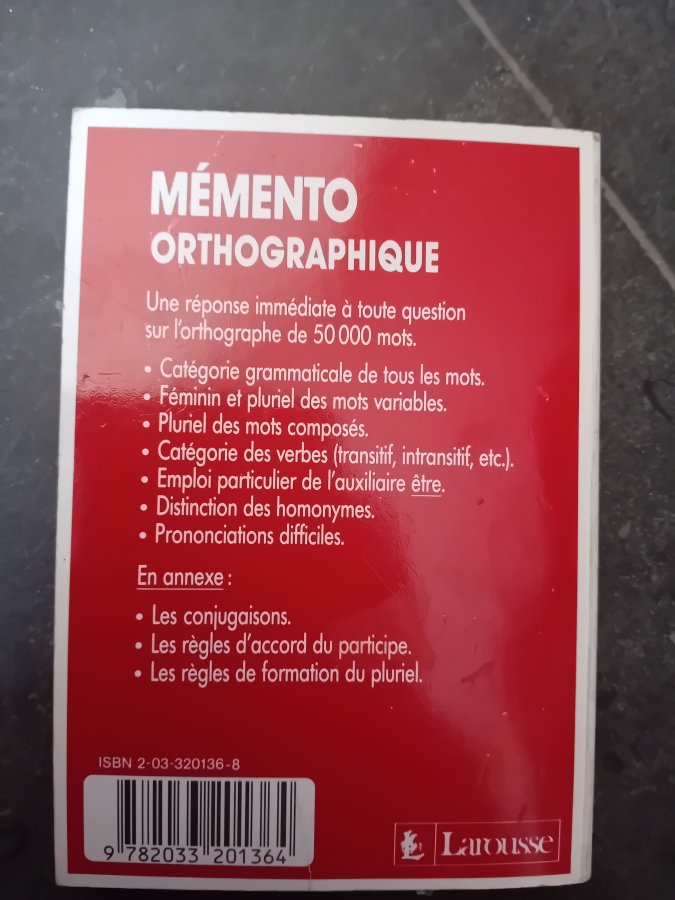 MÉMENTO
ORTHOGRAPHIQUE
Une réponse immédiate à toute question
sur l'orthographe de 50 000 mots.
• Catégorie grammaticale de tous les mots.
• Féminin et pluriel des mots variables.
• Pluriel des mots composés.
• Catégorie des verbes (transitif, intransitif, etc.).
• Emploi particulier de l'auxiliaire être.
• Distinction des homonymes.
• Prononciations difficiles.
En annexe :
• Les conjugaisons.
• Les règles d'accord du participe.
• Les règles de formation du pluriel.
ISBN 2-03-320136-8
9 782033 201364
Larousse